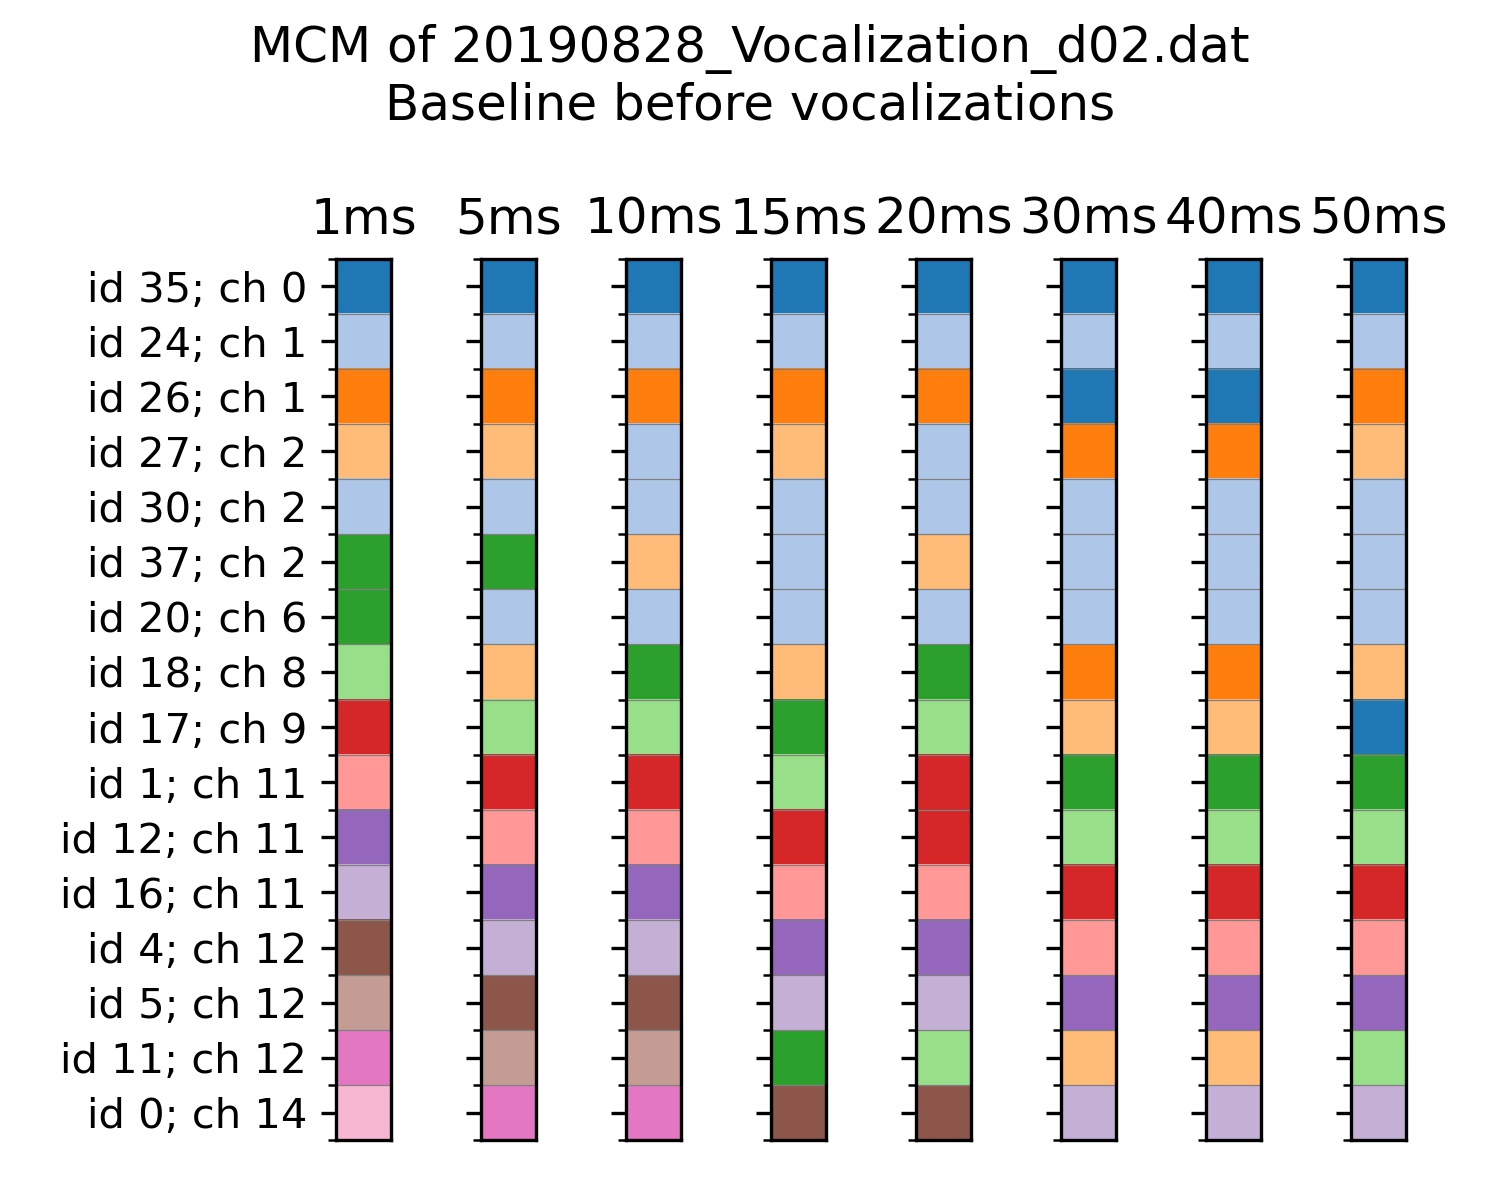 MCM of 20190828_Vocalization_d02.dat
Baseline before vocalizations
1ms 5ms 10ms 15ms 20ms 30ms 40ms 50ms
id 35; ch 0
id 24; ch 1
id 26; ch 1
id 27; ch 2
id 30; ch 2
id 37; ch 2
id 20; ch 6
id 18; ch 8
id 17; ch 9
id 1; ch 11
id 12; ch 11
id 16; ch 11
id 4; ch 12
id 5; ch 12
id 11; ch 12
id 0; ch 14